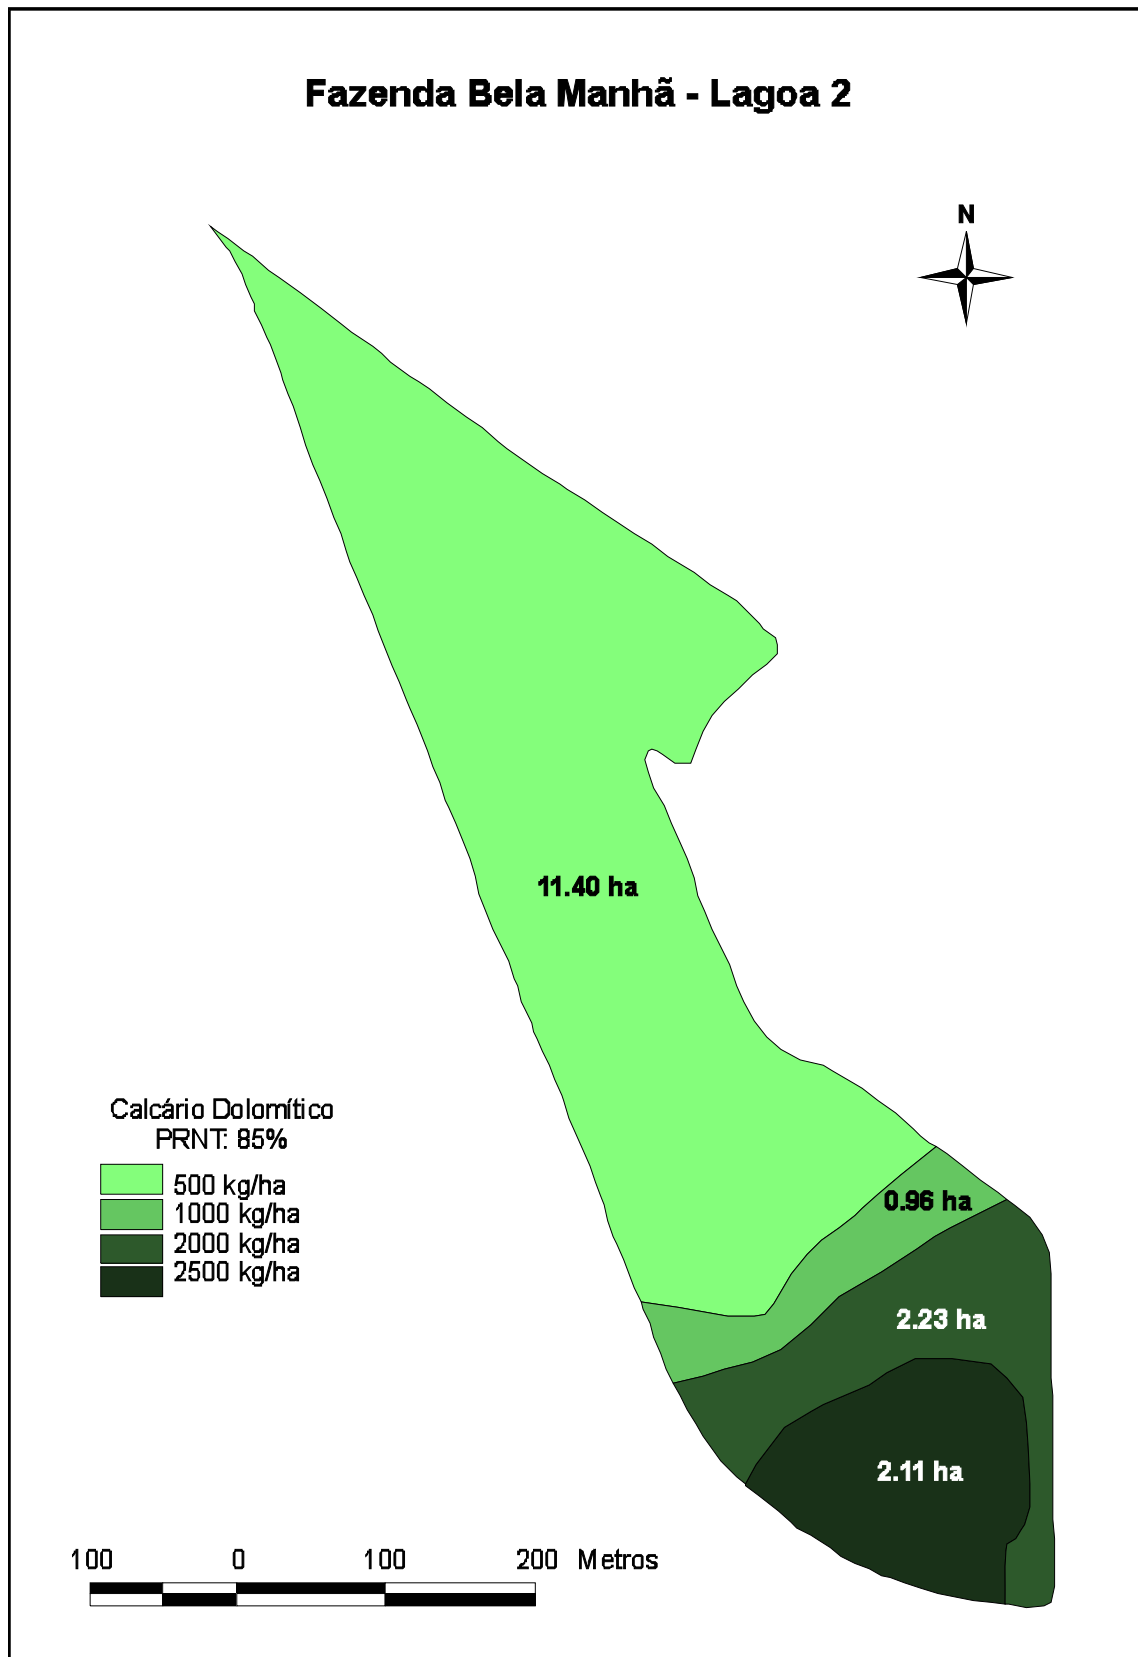 Fazenda Bela Manhã - Lagoa 2
N
11.40 ha
Calcário Dolomítico
PRNT: 85%
500 kg/ha
1000 kg/ha
2000 kg/ha
2500 kg/ha
0.96 ha
2.23 ha
2.11 ha
100 0 100 200 Metros